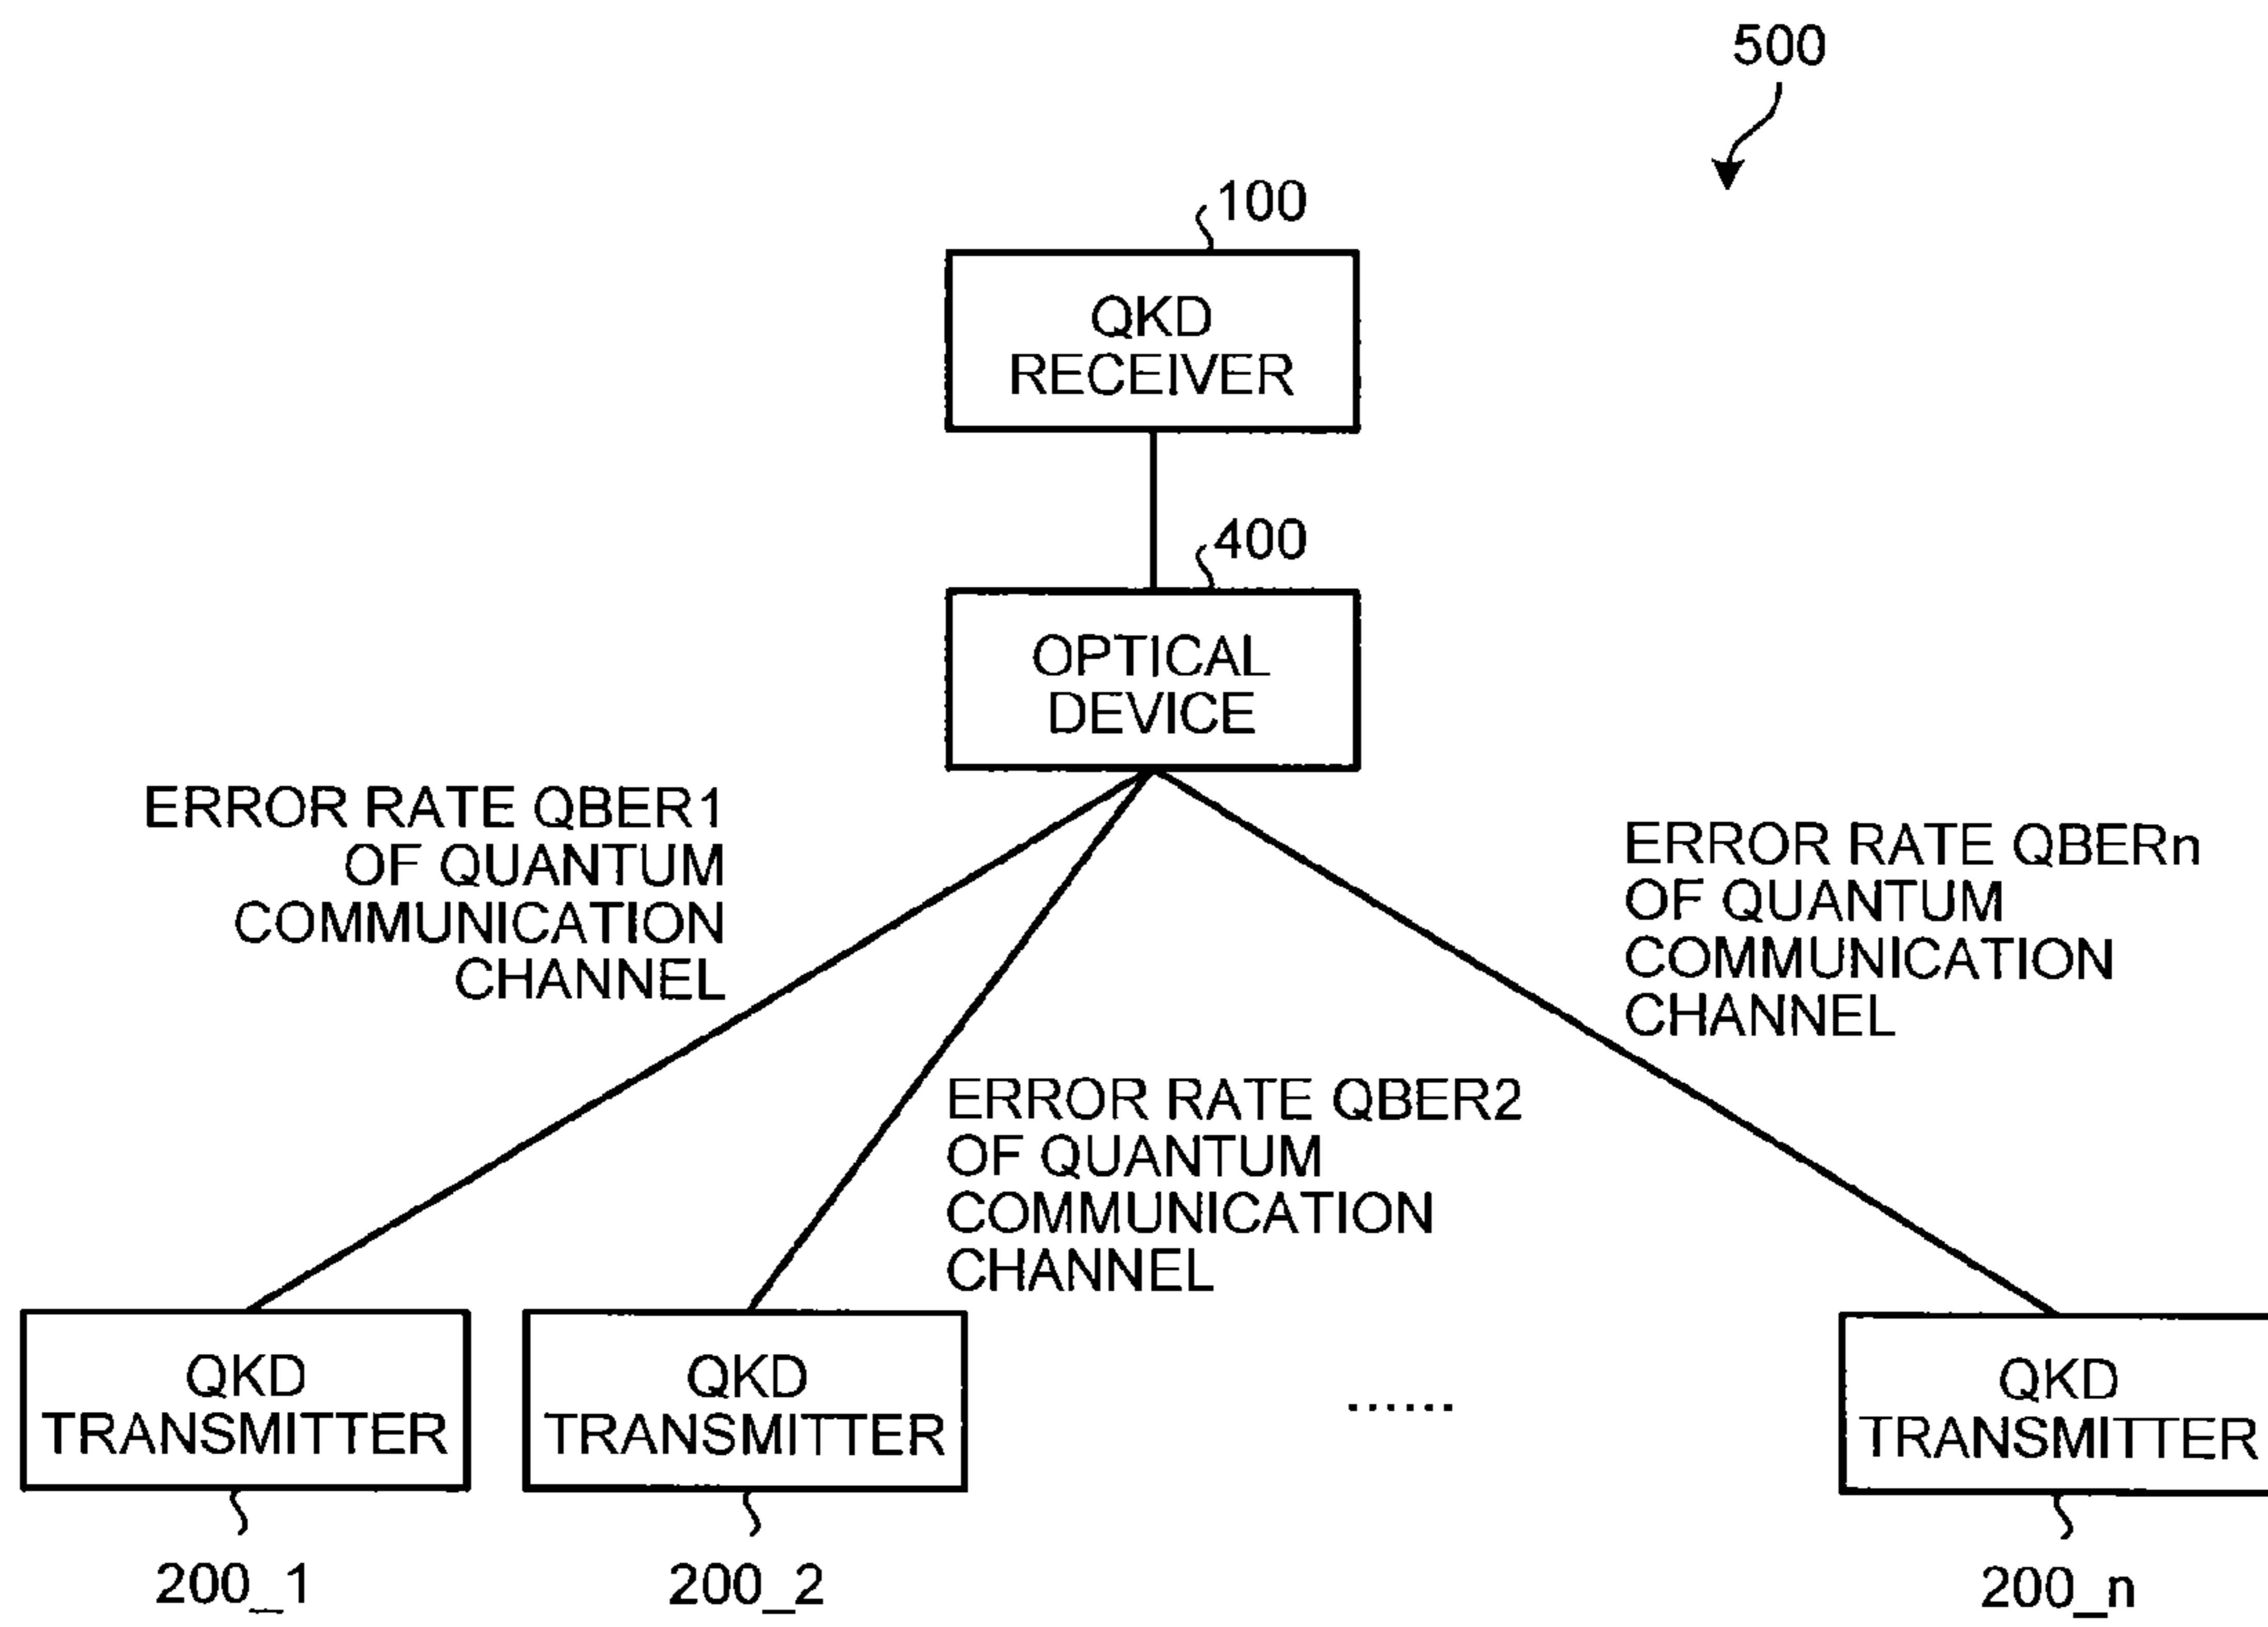 500
100
QKD
RECEIVER
400
OPTICAL
DEVICE
ERROR RATE QBER1
OF QUANTUM
COMMUNICATION
CHANNEL
ERROR RATE QBERn
OF QUANTUM
COMMUNICATION
CHANNEL
ERROR RATE QBER2
OF QUANTUM
COMMUNICATION
CHANNEL
QKD
TRANSMITTER
QKD
TRANSMITTER
......
QKD
TRANSMITTER
200_1
200_2
200_n